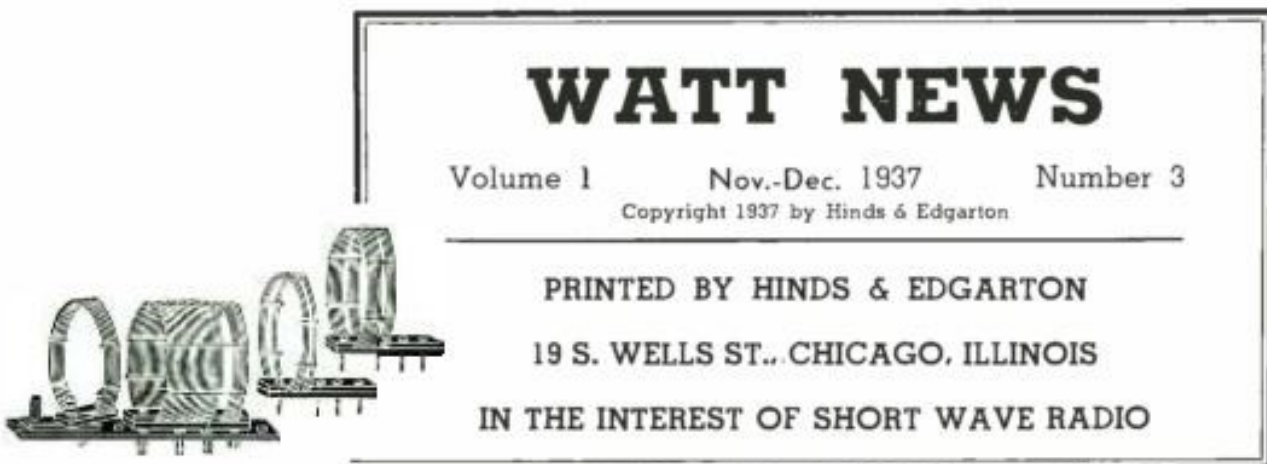 WATT NEWS
Volume 1 Nov.-Dec. 1937 Number 3
Copyright 1937 by Hinds & Edgarton
PRINTED BY HINDS & EDGARTON
19 S. WELLS ST., CHICAGO, ILLINOIS
IN THE INTEREST OF SHORT WAVE RADIO